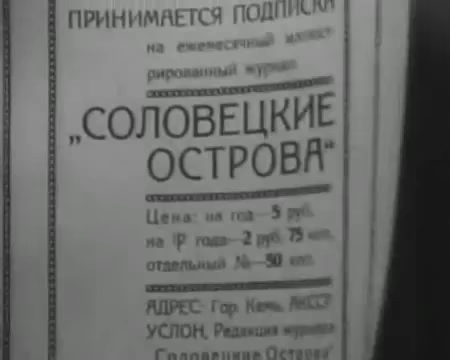 ПРИНИМАЕТСЯ ПОДПИСКА
на ежемесячный иллюст-
рированный журнал
„СОЛОВЕЦКИЕ
ОСТРОВА“
Цена: на год—5 руб.
на ½ года—2 руб. 75 коп.
отдельный №—50 коп.
АДРЕС: Гор. Кемь, АКССР
УСЛОН, Редакция журнала
Соловецкие Острова"